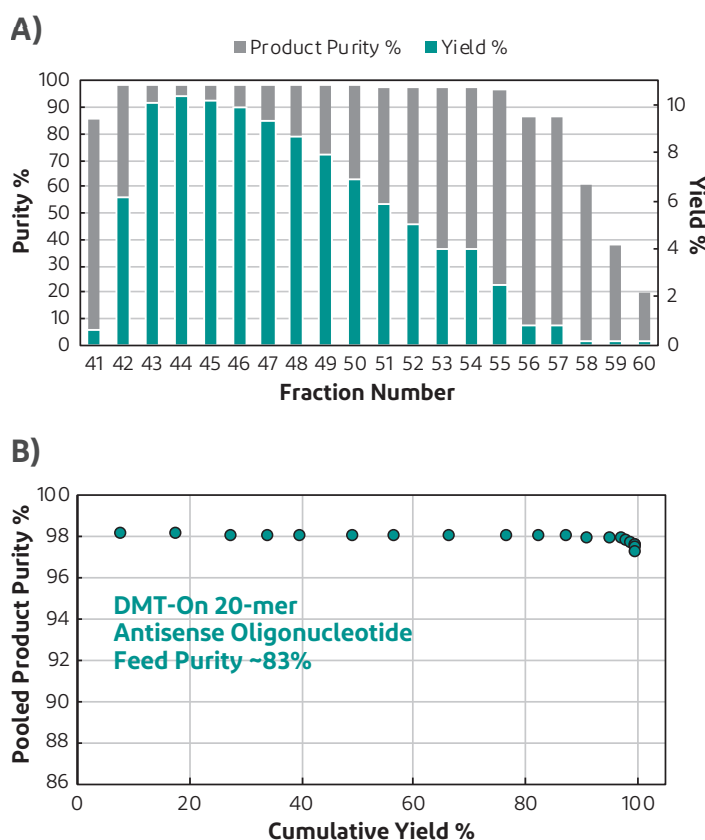 A)
Product Purity % Yield %
100
90
80
70
60
50
40
30
20
10
0
Purity %
10
8
6
4
2
0
Yield %
41 42 43 44 45 46 47 48 49 50 51 52 53 54 55 56 57 58 59 60
Fraction Number
B)
100
98
96
94
92
90
88
86
Pooled Product Purity %
DMT-On 20-mer
Antisense Oligonucleotide
Feed Purity ~83%
0 20 40 60 80 100
Cumulative Yield %